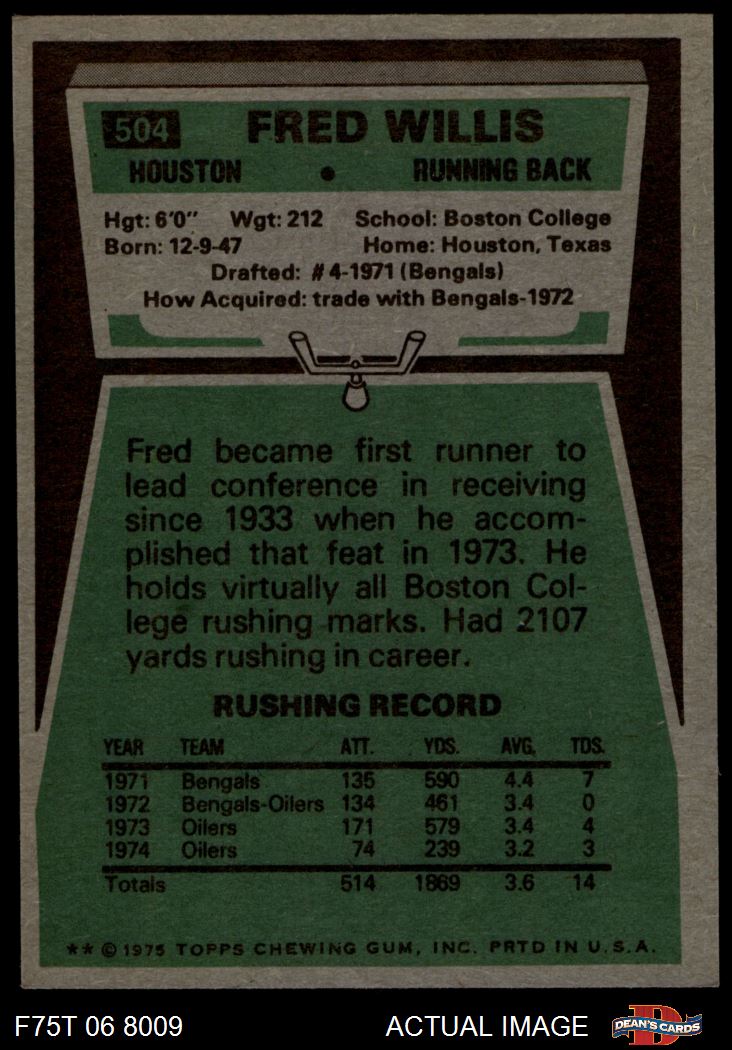 504 FRED WILLIS
HOUSTON • RUNNING BACK
Hgt: 6'0" Wgt: 212 School: Boston College
Born: 12-9-47 Home: Houston, Texas
Drafted: #4-1971 (Bengals)
How Acquired: trade with Bengals-1972
Fred became first runner to
lead conference in receiving
since 1933 when he accom-
plished that feat in 1973. He
holds virtually all Boston Col-
lege rushing marks. Had 2107
yards rushing in career.
RUSHING RECORD
YEAR TEAM ATT. YDS. AVG. TDS.
1971 Bengals 135 590 4.4 7
1972 Bengals-Oilers 134 461 3.4 0
1973 Oilers 171 579 3.4 4
1974 Oilers 74 239 3.2 3
Totals 514 1869 3.6 14
** © 1975 TOPPS CHEWING GUM, INC. PRTD IN U.S.A.
F75T 06 8009 ACTUAL IMAGE D DEAN'S CARDS